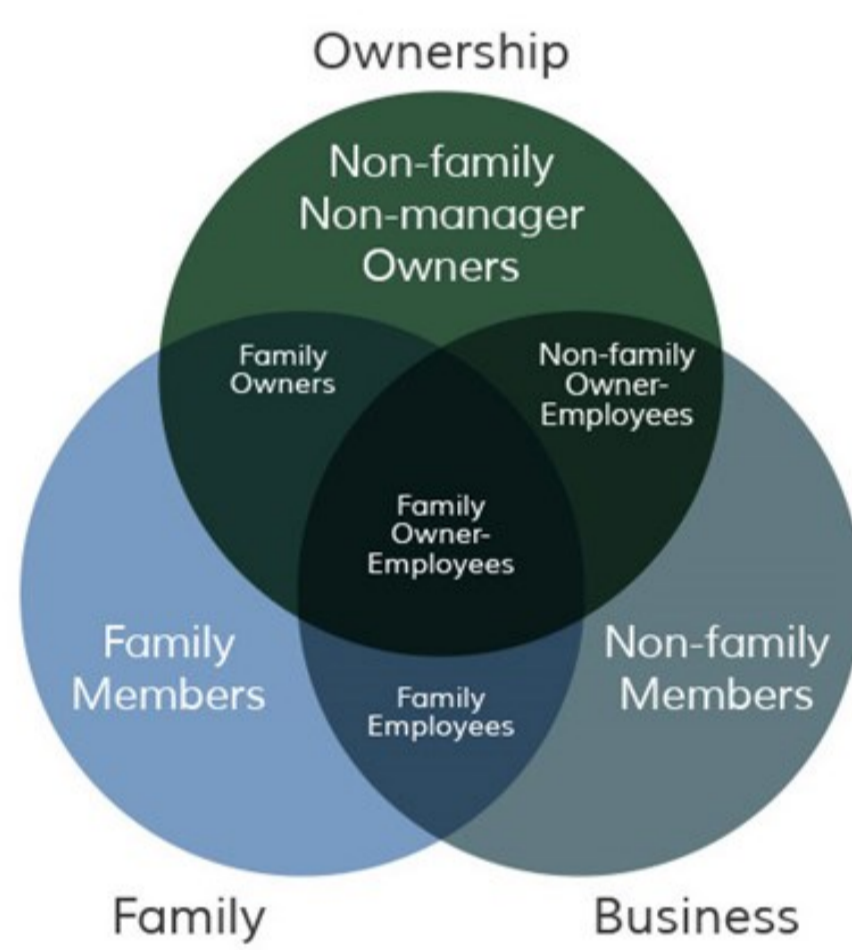 Ownership
Non-family
Non-manager
Owners
Family
Owners
Non-family
Owner-
Employees
Family
Owner-
Employees
Family
Members
Non-family
Members
Family
Employees
Family
Business